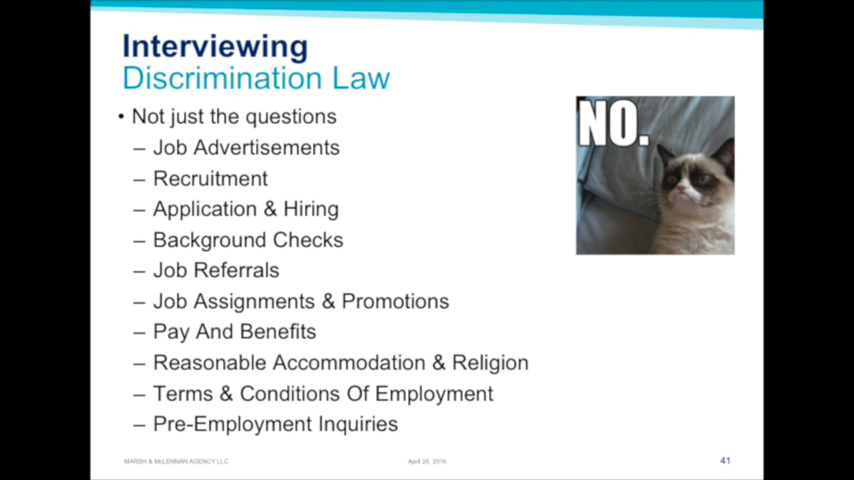 Interviewing
Discrimination Law
• Not just the questions
– Job Advertisements
– Recruitment
– Application & Hiring
– Background Checks
– Job Referrals
– Job Assignments & Promotions
– Pay And Benefits
– Reasonable Accommodation & Religion
– Terms & Conditions Of Employment
– Pre-Employment Inquiries
NO.
MARSH & McLENNAN AGENCY LLC
April 26, 2016
41